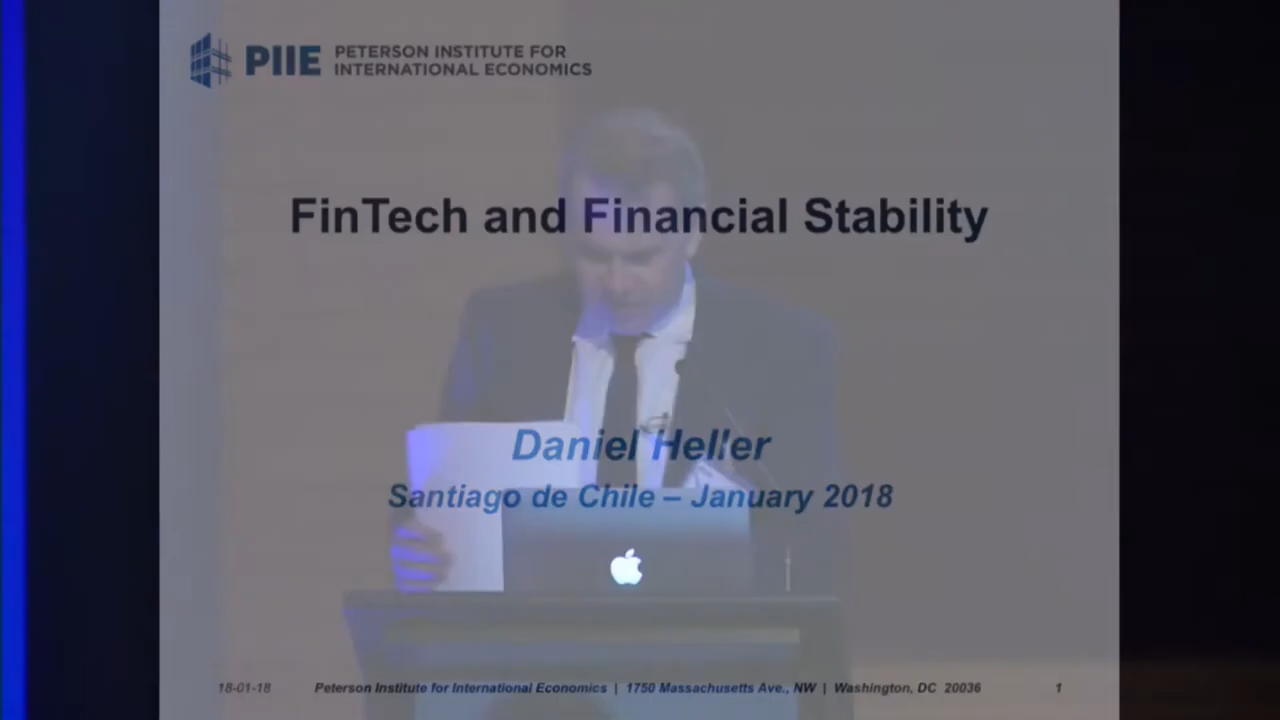 PIIE
PETERSON INSTITUTE FOR
INTERNATIONAL ECONOMICS
FinTech and Financial Stability
Daniel Heller
Santiago de Chile – January 2018
18-01-18 Peterson Institute for International Economics | 1750 Massachusetts Ave., NW | Washington, DC 20036 1